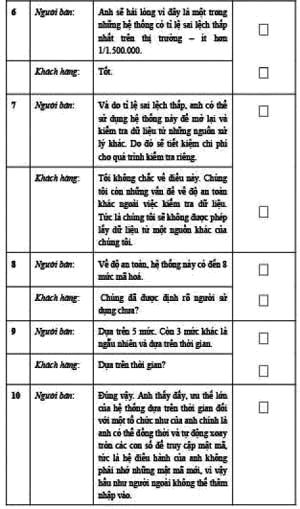 6 Người bán: Anh sẽ hài lòng vì đây là một trong
những hệ thống có tỉ lệ sai lệch thấp
nhất trên thị trường – ít hơn
1/1.500.000.
Khách hàng: Tốt.
7 Người bán: Và do tỉ lệ sai lệch thấp, anh có thể
sử dụng hệ thống này để mở lại và
kiểm tra dữ liệu từ những nguồn xử
lý khác. Do đó sẽ tiết kiệm chi phí
cho quá trình kiểm tra riêng.
Khách hàng: Tôi không chắc về điều này. Chúng
tôi còn những vấn đề về độ an toàn
khác ngoài việc kiểm tra dữ liệu.
Tức là chúng tôi sẽ không được phép
lấy dữ liệu từ một nguồn khác của
chúng tôi.
8 Người bán: Về độ an toàn, hệ thống này có đến 8
mức mã hoá.
Khách hàng: Chúng đã được định rõ người sử
dụng chưa?
9 Người bán: Dựa trên 5 mức. Còn 3 mức khác là
ngẫu nhiên và dựa trên thời gian.
Khách hàng: Dựa trên thời gian?
10 Người bán: Đúng vậy. Anh thấy đấy, ưu thế lớn
của hệ thống dựa trên thời gian đối
với một tổ chức như của anh chính là
anh có thể đồng thời và tự động xoay
tròn các con số để truy cập mật mã,
tức là hệ điều hành của anh không
phải nhớ những mật mã mới, vì vậy
hầu như người ngoài không thể thâm
nhập vào.